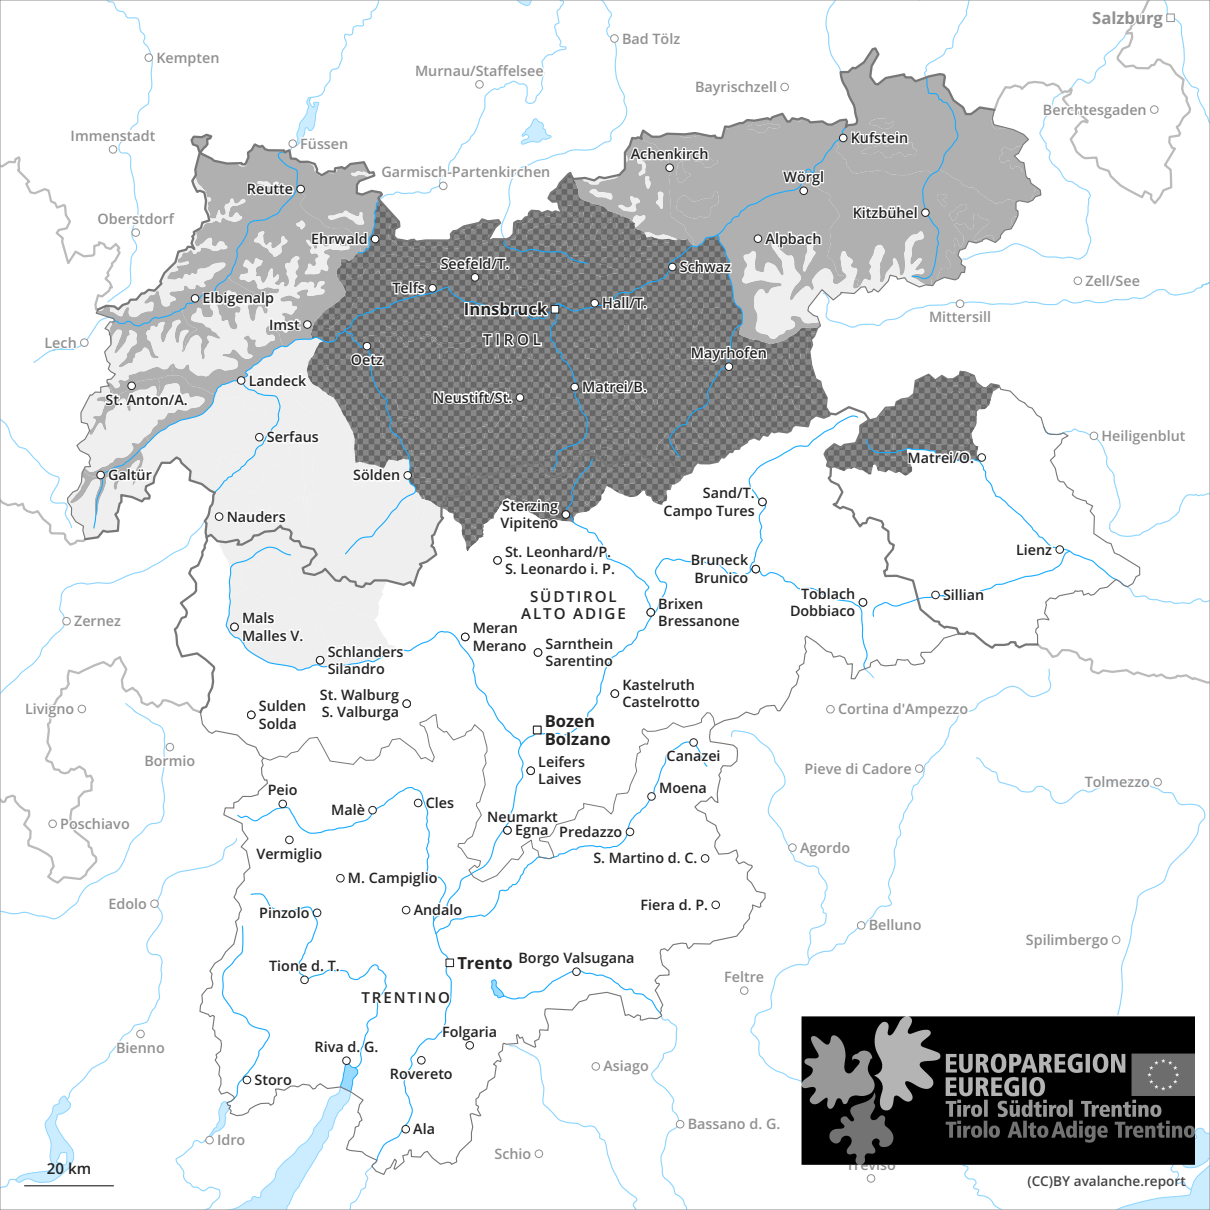 Salzburg
Bad Tölz
Kempten
Murnau/Staffelsee
Bayrischzell
Berchtesgaden
Immenstadt
Füssen
Kufstein
Achenkirch
Garmisch-Partenkirchen
Wörgl
Reutte
Oberstdorf
Kitzbühel
Ehrwald
Alpbach
Seefeld/T.
Schwaz
Zell/See
Telfs
Elbigenalp
Hall/T.
Innsbruck
Mittersill
Imst
TIROL
Lech
Mayrhofen
Oetz
Landeck
Matrei/B.
St. Anton/A.
Neustift/St.
Serfaus
Heiligenblut
Matrei/O.
Galtür
Sölden
Sand/T.
Campo Tures
Sterzing
Vipiteno
Nauders
St. Leonhard/P.
S. Leonardo i. P.
Lienz
Bruneck
Brunico
SÜDTIROL
ALTO ADIGE
Toblach
Dobbiaco
Sillian
Brixen
Bressanone
Zernez
Mals
Malles V.
Meran
Merano
Sarnthein
Sarentino
Schlanders
Silandro
Kastelruth
Castelrotto
St. Walburg
S. Valburga
Sulden
Solda
Livigno
Cortina d'Ampezzo
Bozen
Bolzano
Bormio
Canazei
Leifers
Laives
Pieve di Cadore
Tolmezzo
Peio
Moena
Malè
Cles
Neumarkt
Egna
Predazzo
Poschiavo
Vermiglio
S. Martino d. C.
Agordo
M. Campiglio
Edolo
Pinzolo
Andalo
Fiera d. P.
Belluno
Spilimbergo
Trento
Borgo Valsugana
Tione d. T.
Feltre
TRENTINO
Folgaria
Bienno
Riva d. G.
Rovereto
Asiago
Storo
EUROPAREGION
EUREGIO
Tirol Südtirol Trentino
Tirolo Alto Adige Trentino
Ala
Bassano d. G.
Idro
Schio
Treviso
20 km
(CC)BY avalanche.report